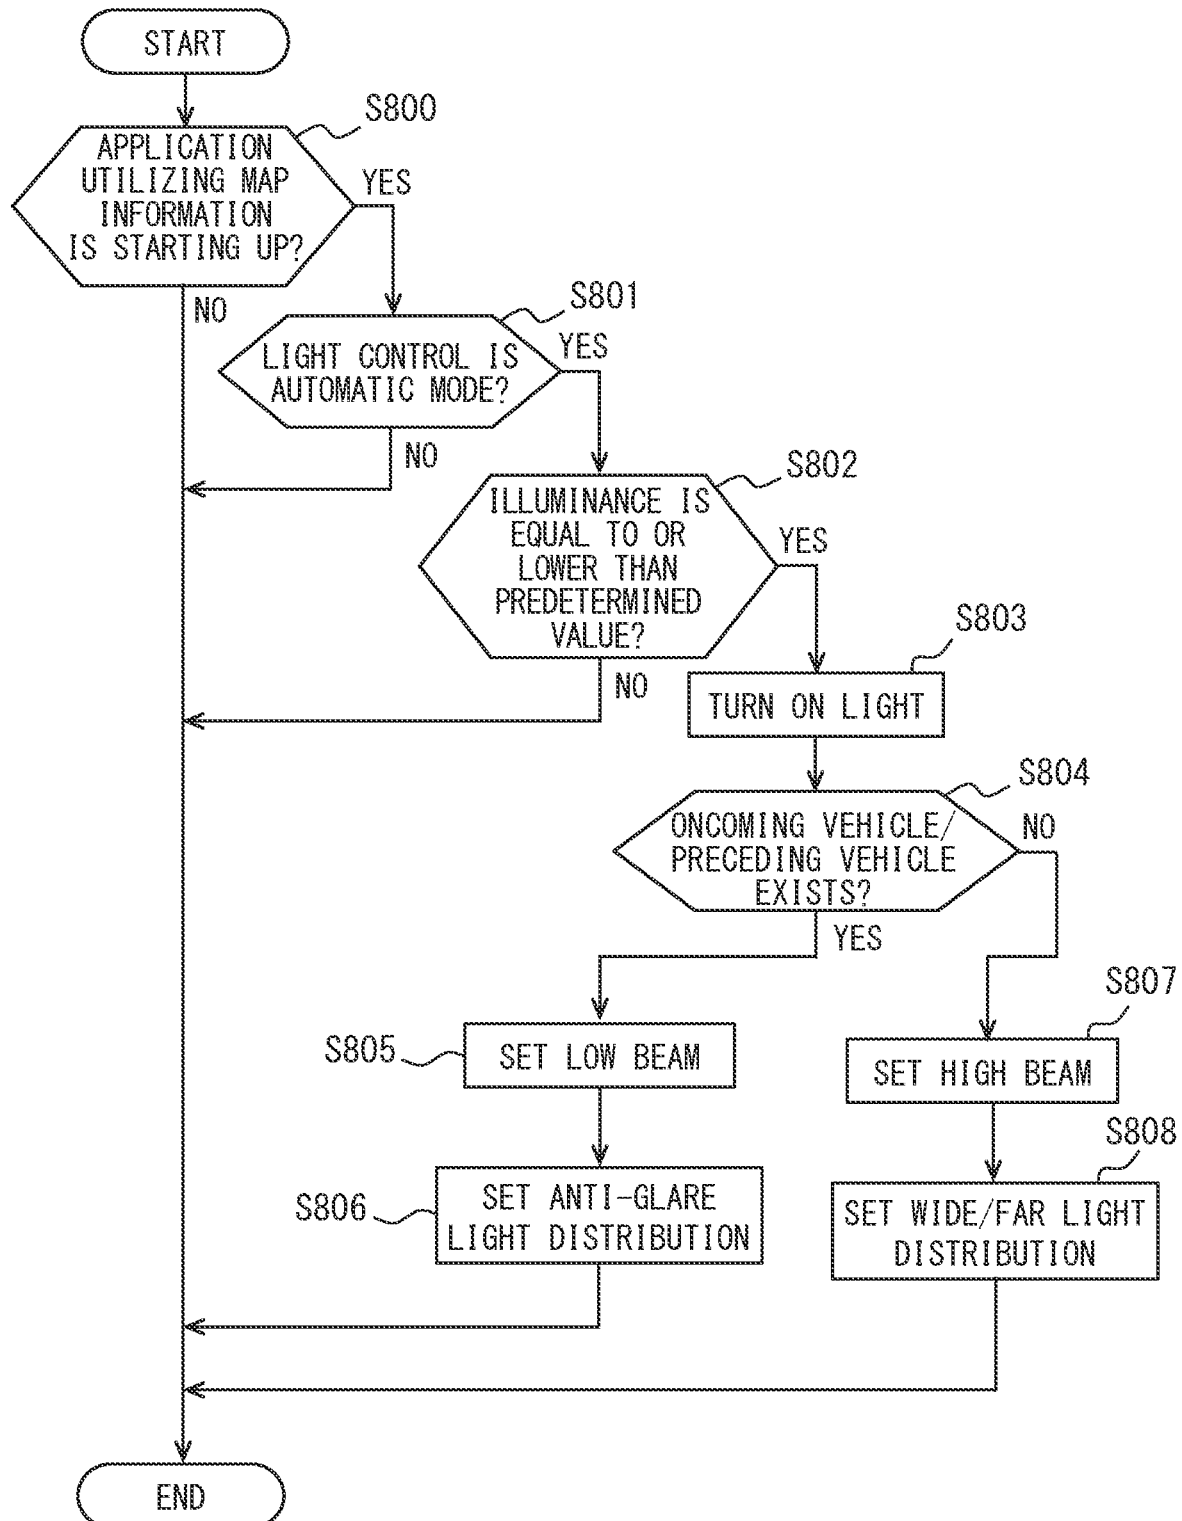 START
S800
APPLICATION
UTILIZING MAP
INFORMATION
IS STARTING UP?
YES
NO
S801
LIGHT CONTROL IS
AUTOMATIC MODE?
YES
NO
S802
ILLUMINANCE IS
EQUAL TO OR
LOWER THAN
PREDETERMINED
VALUE?
YES
NO
S803
TURN ON LIGHT
S804
ONCOMING VEHICLE/
PRECEDING VEHICLE
EXISTS?
NO
YES
S805
SET LOW BEAM
S807
SET HIGH BEAM
S806
SET ANTI-GLARE
LIGHT DISTRIBUTION
S808
SET WIDE/FAR LIGHT
DISTRIBUTION
END